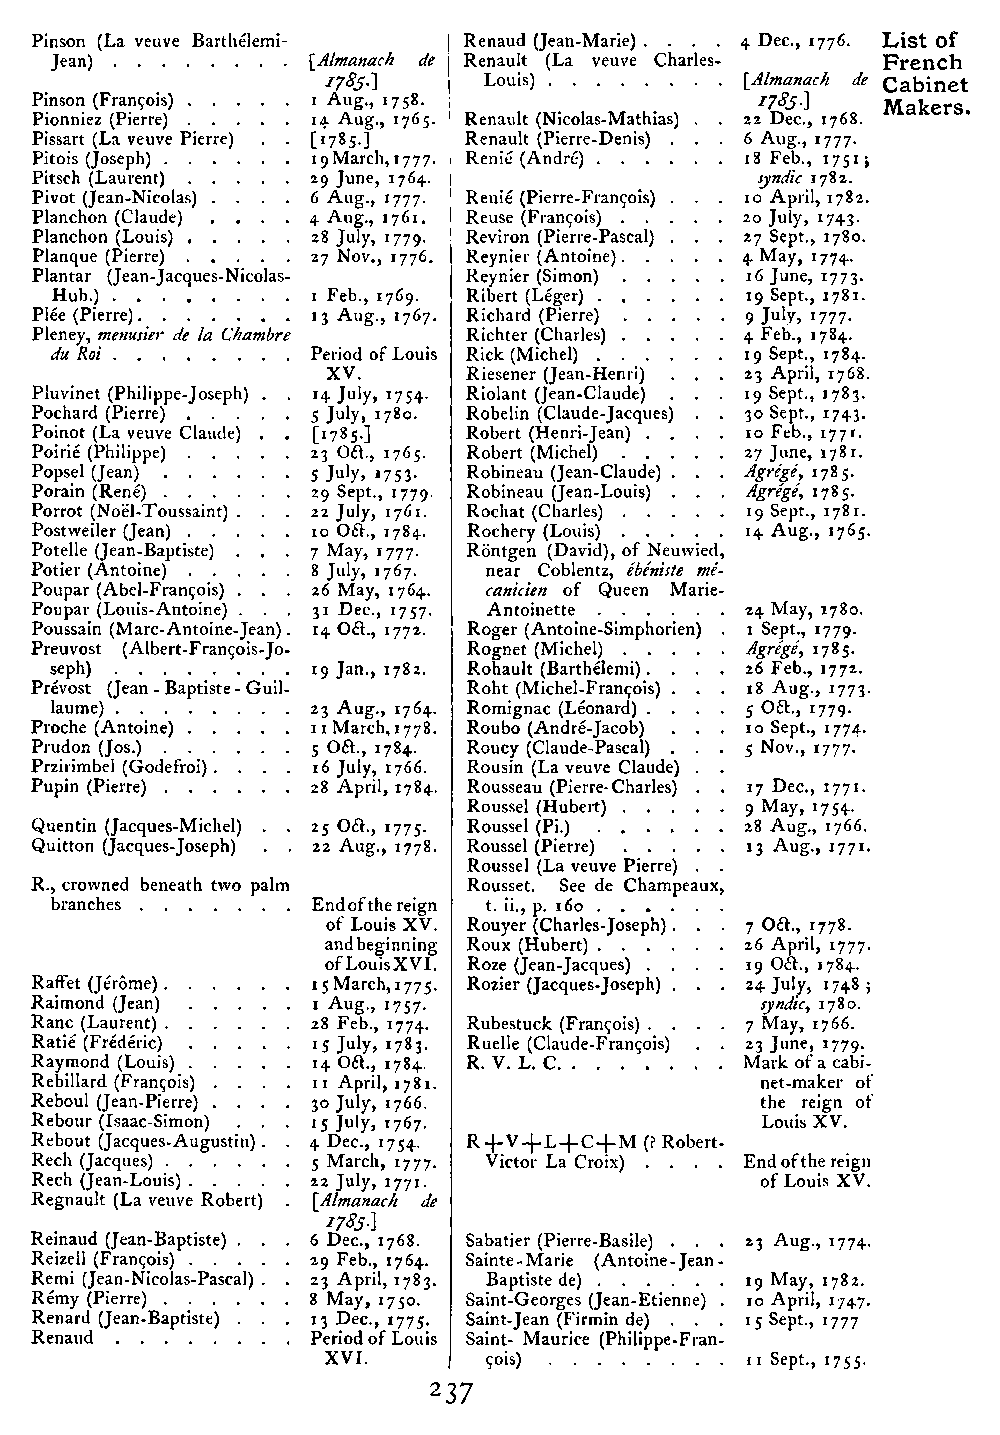 Pinson (La veuve Barthélemi-
Jean) . . . . . . . . [Almanach de
1785.]
Pinson (François) . . . . . 1 Aug., 1758.
Pionniez (Pierre) . . . . . 14 Aug., 1765.
Pissart (La veuve Pierre) . . [1785.]
Pitois (Joseph) . . . . . . 19 March, 1777.
Pitsch (Laurent) . . . . . 29 June, 1764.
Pivot (Jean-Nicolas) . . . . 6 Aug., 1777.
Planchon (Claude) . . . . 4 Aug., 1761.
Planchon (Louis) . . . . . 28 July, 1779.
Planque (Pierre) . . . . . 27 Nov., 1776.
Plantar (Jean-Jacques-Nicolas-
Hub.) . . . . . . . . 1 Feb., 1769.
Plée (Pierre) . . . . . . . 13 Aug., 1767.
Pleney, menusier de la Chambre
du Roi . . . . . . . . Period of Louis
XV.
Pluvinet (Philippe-Joseph) . . 14 July, 1754.
Pochard (Pierre) . . . . . 5 July, 1780.
Poinot (La veuve Claude) . . [1785.]
Poirié (Philippe) . . . . . 23 Oct., 1765.
Popsel (Jean) . . . . . . 5 July, 1753.
Porain (René) . . . . . . 29 Sept., 1779.
Porrot (Noël-Toussaint) . . . 22 July, 1761.
Postweiler (Jean) . . . . . 10 Oct., 1784.
Potelle (Jean-Baptiste) . . . 7 May, 1777.
Potier (Antoine) . . . . . 8 July, 1767.
Poupar (Abel-François) . . . 26 May, 1764.
Poupar (Louis-Antoine) . . . 31 Dec., 1757.
Poussain (Marc-Antoine-Jean) . 14 Oct., 1772.
Preuvost (Albert-François-Jo-
seph) . . . . . . . . 19 Jan., 1782.
Prévost (Jean-Baptiste-Guil-
laume) . . . . . . . . 23 Aug., 1764.
Proche (Antoine) . . . . . 11 March, 1778.
Prudon (Jos.) . . . . . . 5 Oct., 1784.
Przirimbel (Godefroi) . . . . 16 July, 1766.
Pupin (Pierre) . . . . . . 28 April, 1784.
Quentin (Jacques-Michel) . . 25 Oct., 1775.
Quitton (Jacques-Joseph) . . 22 Aug., 1778.
R., crowned beneath two palm
branches . . . . . . . End of the reign
of Louis XV.
and beginning
of Louis XVI.
Raffet (Jérôme) . . . . . . 15 March, 1775.
Raimond (Jean) . . . . . 1 Aug., 1757.
Ranc (Laurent) . . . . . . 28 Feb., 1774.
Ratié (Frédéric) . . . . . 15 July, 1783.
Raymond (Louis) . . . . . 14 Oct., 1784.
Rebillard (François) . . . . 11 April, 1781.
Reboul (Jean-Pierre) . . . . 30 July, 1766.
Rebour (Isaac-Simon) . . . 15 July, 1767.
Rebout (Jacques-Augustin) . . 4 Dec., 1754.
Rech (Jacques) . . . . . . 5 March, 1777.
Rech (Jean-Louis) . . . . . 22 July, 1771.
Regnault (La veuve Robert) . [Almanach de
1785.]
Reinaud (Jean-Baptiste) . . . 6 Dec., 1768.
Reizell (François) . . . . . 29 Feb., 1764.
Remi (Jean-Nicolas-Pascal) . . 23 April, 1783.
Rémy (Pierre) . . . . . . 8 May, 1750.
Renard (Jean-Baptiste) . . . 13 Dec., 1775.
Renaud . . . . . . . . Period of Louis
XVI.
Renaud (Jean-Marie) . . . . 4 Dec., 1776.
Renault (La veuve Charles-
Louis) . . . . . . . . [Almanach de
1785.]
Renault (Nicolas-Mathias) . . 22 Dec., 1768.
Renault (Pierre-Denis) . . . 6 Aug., 1777.
Renié (André) . . . . . . 18 Feb., 1751;
syndic 1782.
Renié (Pierre-François) . . . 10 April, 1782.
Reuse (François) . . . . . 20 July, 1743.
Reviron (Pierre-Pascal) . . . 27 Sept., 1780.
Reynier (Antoine) . . . . . 4 May, 1774.
Reynier (Simon) . . . . . 16 June, 1773.
Ribert (Léger) . . . . . . 19 Sept., 1781.
Richard (Pierre) . . . . . 9 July, 1777.
Richter (Charles) . . . . . 4 Feb., 1784.
Rick (Michel) . . . . . . 19 Sept., 1784.
Riesener (Jean-Henri) . . . 23 April, 1768.
Riolant (Jean-Claude) . . . 19 Sept., 1783.
Robelin (Claude-Jacques) . . 30 Sept., 1743.
Robert (Henri-Jean) . . . . 10 Feb., 1771.
Robert (Michel) . . . . . 27 June, 1781.
Robineau (Jean-Claude) . . . Agrégé, 1785.
Robineau (Jean-Louis) . . . Agrégé, 1785.
Rochat (Charles) . . . . . 19 Sept., 1781.
Rochery (Louis) . . . . . 14 Aug., 1765.
Röntgen (David), of Neuwied,
near Coblentz, ébéniste mé-
canicien of Queen Marie-
Antoinette . . . . . . 24 May, 1780.
Roger (Antoine-Simphorien) . 1 Sept., 1779.
Rognet (Michel) . . . . . Agrégé, 1785.
Rohault (Barthélemi) . . . . 26 Feb., 1772.
Roht (Michel-François) . . . 18 Aug., 1773.
Romignac (Léonard) . . . . 5 Oct., 1779.
Roubo (André-Jacob) . . . 10 Sept., 1774.
Roucy (Claude-Pascal) . . . 5 Nov., 1777.
Rousin (La veuve Claude) . .
Rousseau (Pierre-Charles) . . 17 Dec., 1771.
Roussel (Hubert) . . . . . 9 May, 1754.
Roussel (Pi.) . . . . . . 28 Aug., 1766.
Roussel (Pierre) . . . . . 13 Aug., 1771.
Roussel (La veuve Pierre) . .
Rousset. See de Champeaux,
t. ii., p. 160 . . . . . .
Rouyer (Charles-Joseph) . . . 7 Oct., 1778.
Roux (Hubert) . . . . . . 26 April, 1777.
Roze (Jean-Jacques) . . . . 19 Oct., 1784.
Rozier (Jacques-Joseph) . . . 24 July, 1748;
syndic, 1780.
Rubestuck (François) . . . . 7 May, 1766.
Ruelle (Claude-François) . . 23 June, 1779.
R. V. L. C. . . . . . . . Mark of a cabi-
net-maker of
the reign of
Louis XV.
R+V+L+C+M (? Robert-
Victor La Croix) . . . . End of the reign
of Louis XV.
Sabatier (Pierre-Basile) . . . 23 Aug., 1774.
Sainte-Marie (Antoine-Jean-
Baptiste de) . . . . . . 19 May, 1782.
Saint-Georges (Jean-Etienne) . 10 April, 1747.
Saint-Jean (Firmin de) . . . 15 Sept., 1777
Saint-Maurice (Philippe-Fran-
çois) . . . . . . . . 11 Sept., 1755.
List of
French
Cabinet
Makers.
237